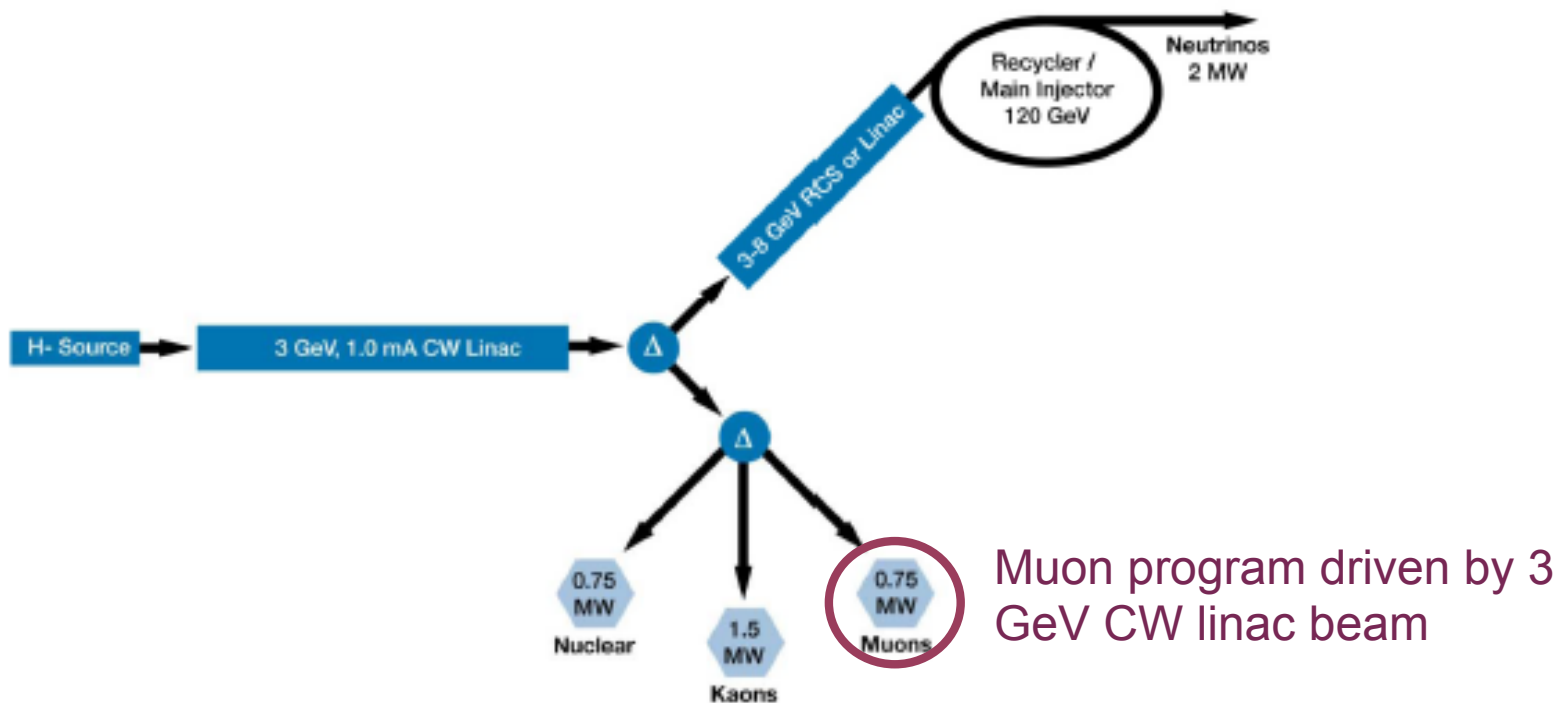 Neutrinos
2 MW
Recycler /
Main Injector
120 GeV
3-8 GeV RCS or Linac
H- Source
3 GeV, 1.0 mA CW Linac
Δ
Δ
0.75
MW
Nuclear
1.5
MW
Kaons
0.75
MW
Muons
Muon program driven by 3
GeV CW linac beam